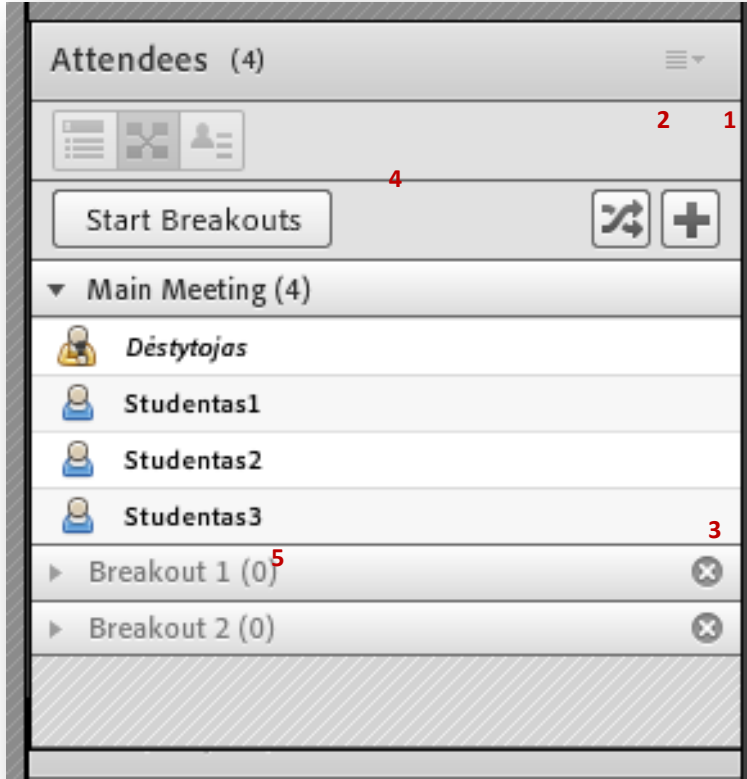 Attendees (4)
2 1
4
Start Breakouts
Main Meeting (4)
Dėstytojas
Studentas1
Studentas2
Studentas3
3
5
Breakout 1 (0)
Breakout 2 (0)